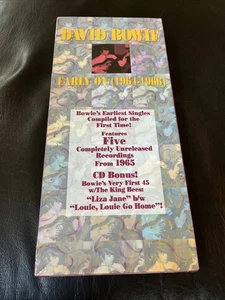 DAVID BOWIE
EARLY ON (1964-1966)
Bowie's Earliest Singles
Compiled for the
First Time!
Features
Five
Completely Unreleased
Recordings
From 1965
CD Bonus!
Bowie's Very First 45
w/The King Bees:
"Liza Jane" b/w
"Louie, Louie Go Home"!